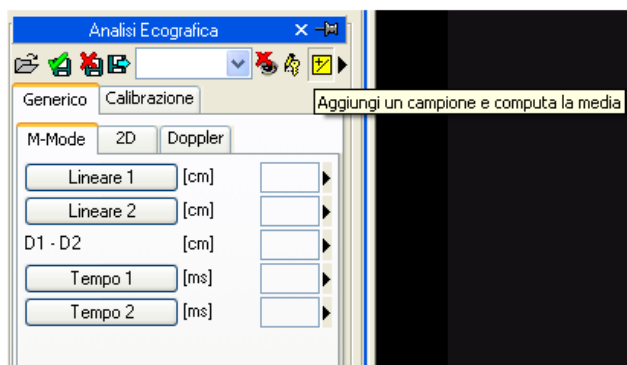 Analisi Ecografica
Generico Calibrazione
Aggiungi un campione e computa la media
M-Mode 2D Doppler
Lineare 1 [cm]
Lineare 2 [cm]
D1 - D2 [cm]
Tempo 1 [ms]
Tempo 2 [ms]